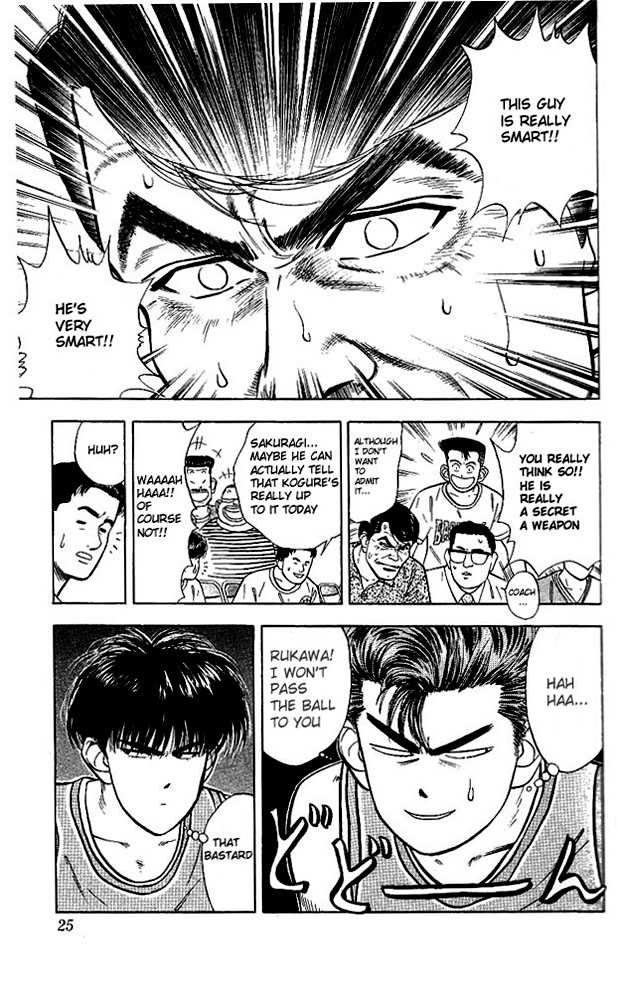 THIS GUY
IS REALLY
SMART!!
HE'S
VERY
SMART!!
YOU REALLY
THINK SO!!
HE IS
REALLY
A SECRET
A WEAPON
ALTHOUGH
I DON'T
WANT
TO
ADMIT
IT...
COACH
...
SAKURAGI...
MAYBE HE CAN
ACTUALLY TELL
THAT KOGURE'S
REALLY UP
TO IT TODAY
WAAAAH
HAAA!!
OF
COURSE
NOT!!
HUH?
HAH
HAA...
RUKAWA!
I WON'T
PASS
THE BALL
TO YOU
どどーん
THAT
BASTARD
25